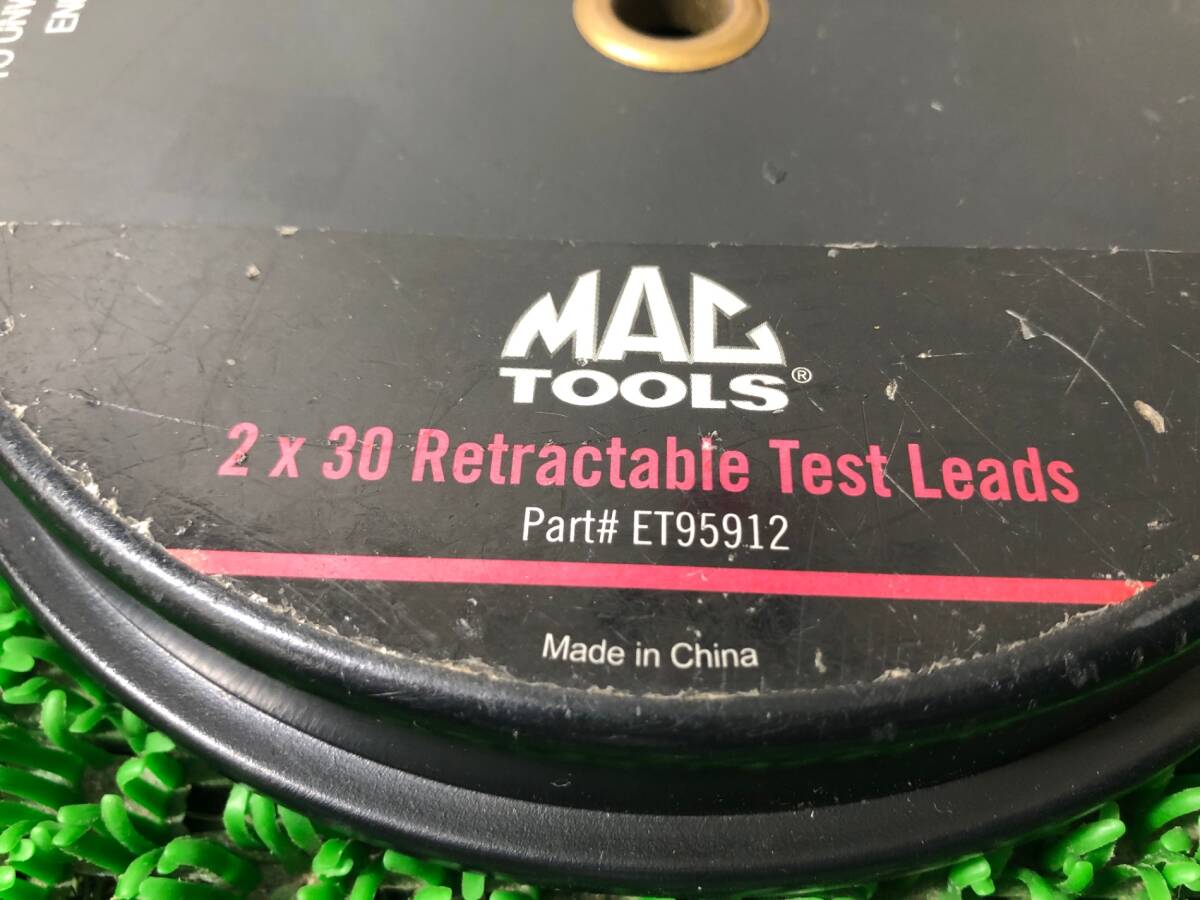 MAC
TOOLS®
2 x 30 Retractable Test Leads
Part# ET95912
Made in China